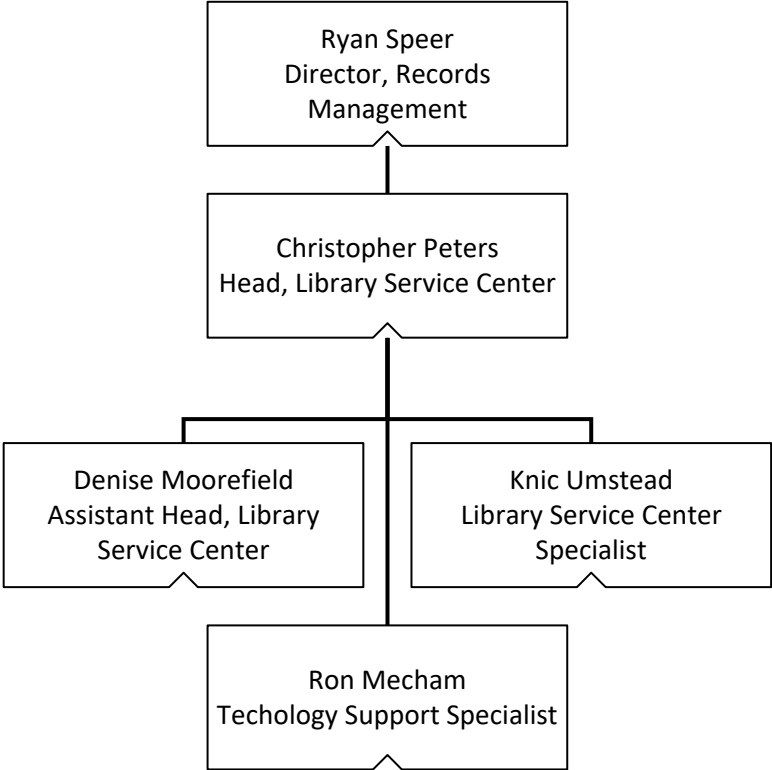 Ryan Speer
Director, Records
Management
Christopher Peters
Head, Library Service Center
Denise Moorefield
Assistant Head, Library
Service Center
Knic Umstead
Library Service Center
Specialist
Ron Mecham
Techology Support Specialist